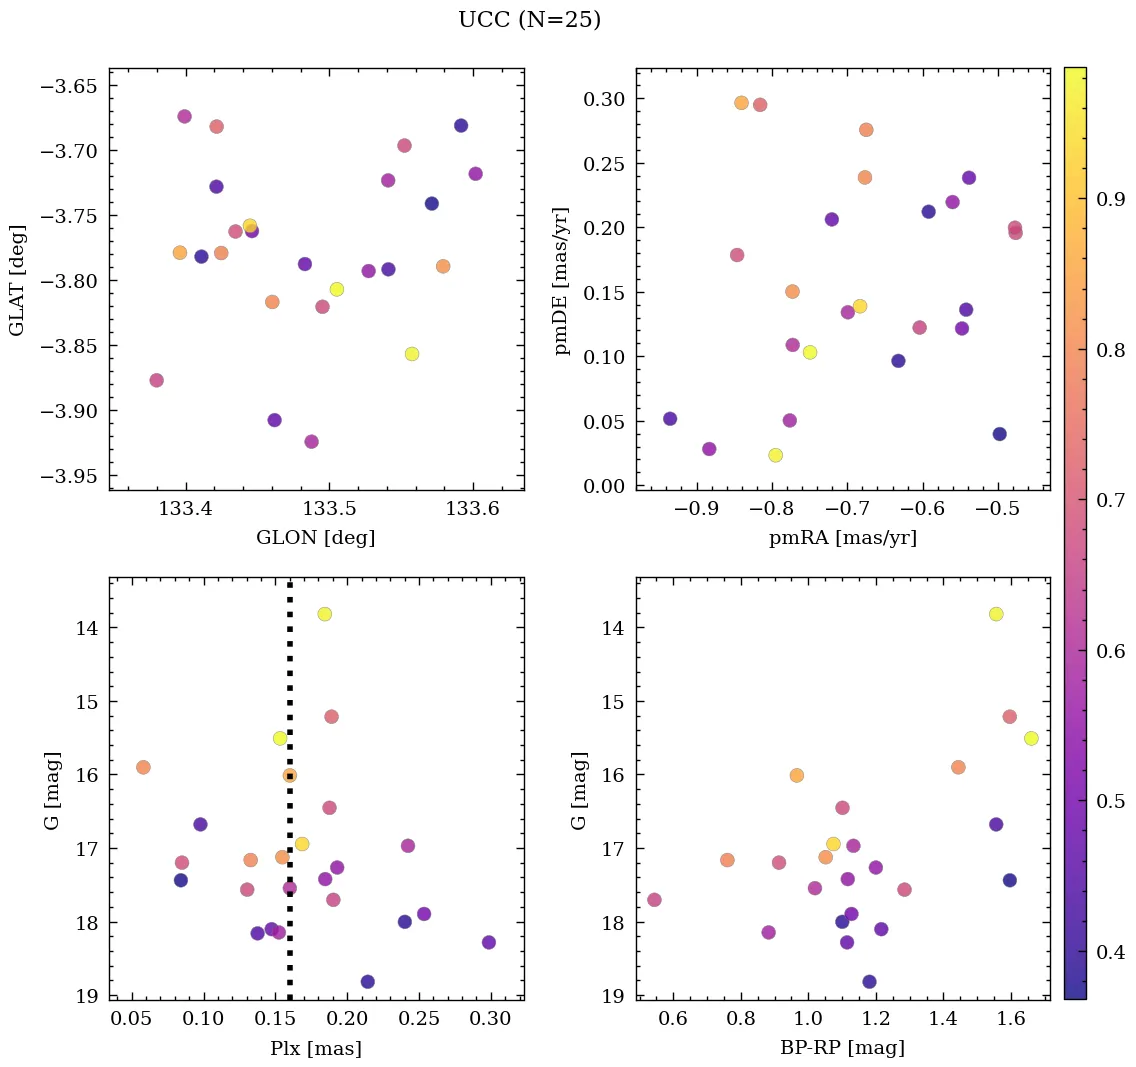 UCC (N=25)
−3.65
−3.70
−3.75
−3.80
−3.85
−3.90
−3.95
GLAT [deg]
133.4 133.5 133.6
GLON [deg]
0.30
0.25
0.20
0.15
0.10
0.05
0.00
pmDE [mas/yr]
−0.9 −0.8 −0.7 −0.6 −0.5
pmRA [mas/yr]
14
15
16
17
18
19
G [mag]
0.05 0.10 0.15 0.20 0.25 0.30
Plx [mas]
14
15
16
17
18
19
G [mag]
0.6 0.8 1.0 1.2 1.4 1.6
BP-RP [mag]
0.9
0.8
0.7
0.6
0.5
0.4